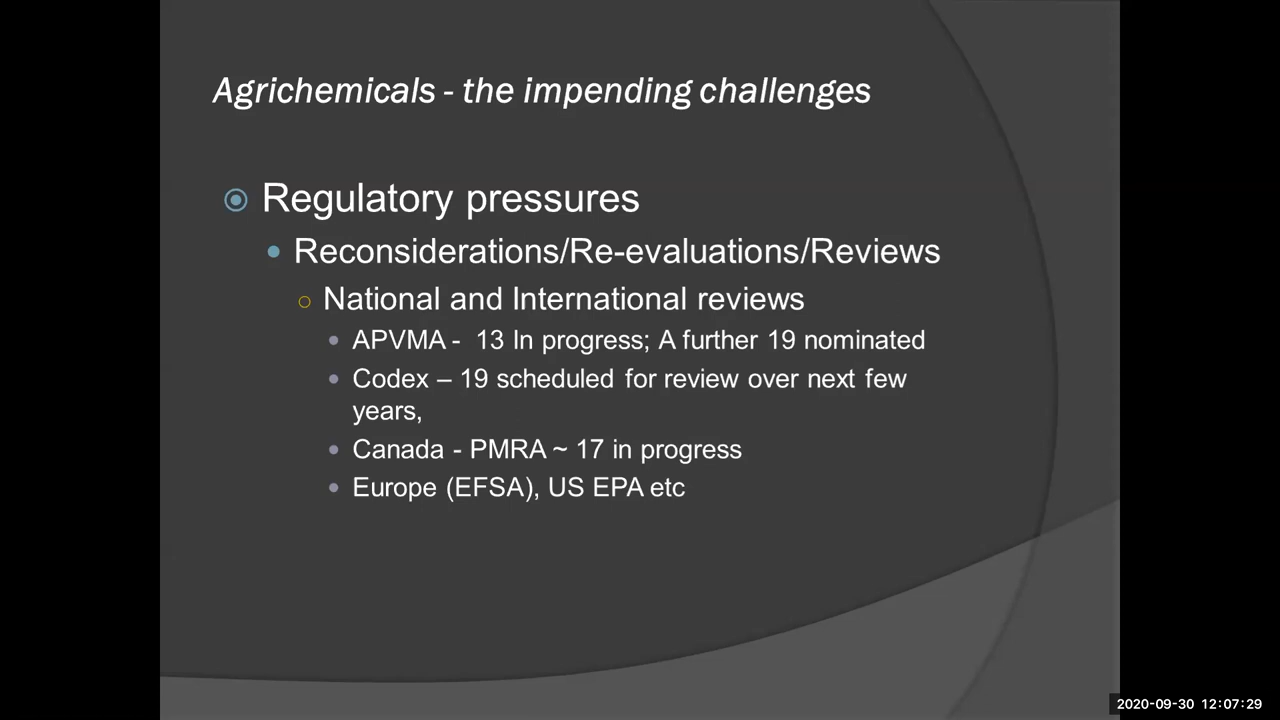 Agrichemicals - the impending challenges
Regulatory pressures
Reconsiderations/Re-evaluations/Reviews
National and International reviews
APVMA - 13 In progress; A further 19 nominated
Codex – 19 scheduled for review over next few
years,
Canada - PMRA ~ 17 in progress
Europe (EFSA), US EPA etc
2020-09-30 12:07:29